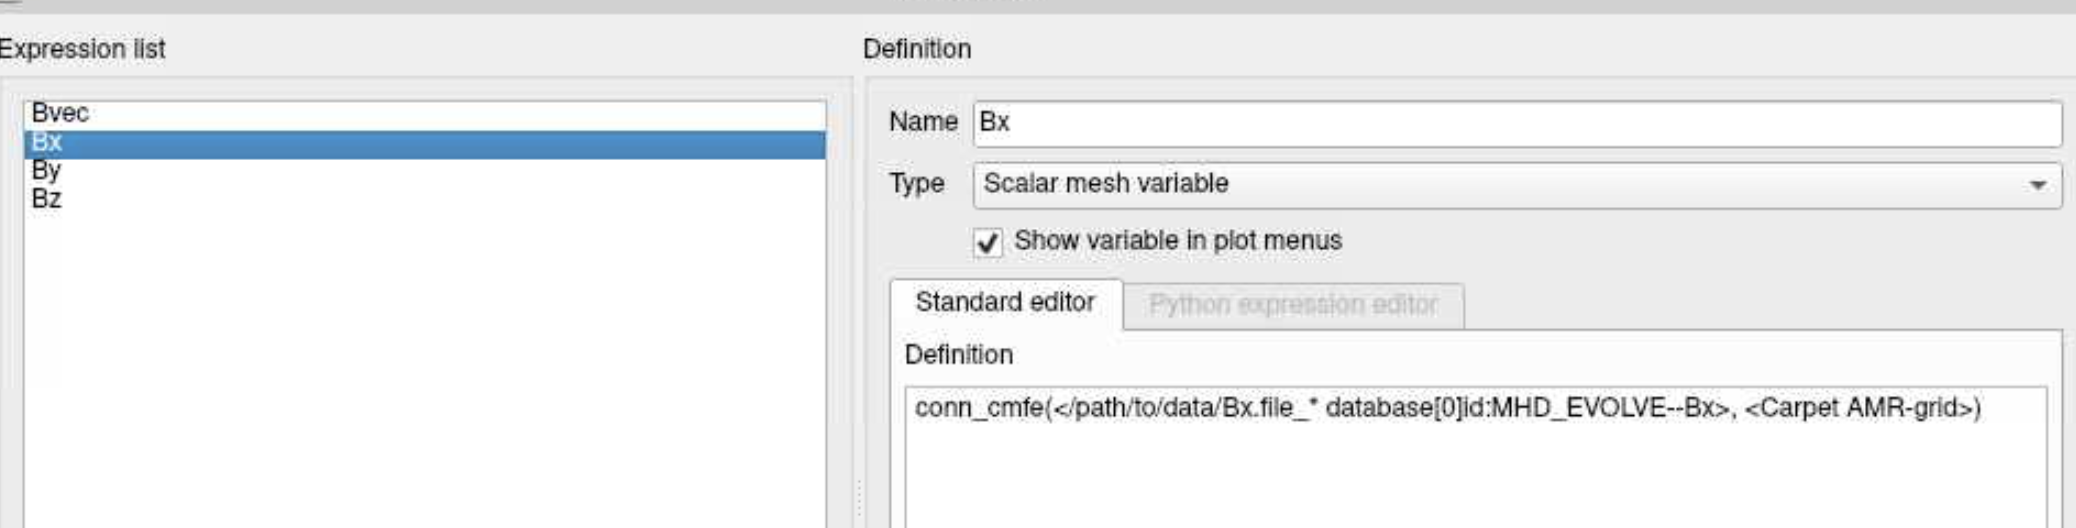 Expression list
Bvec
Bx
By
Bz
Definition
Name Bx
Type Scalar mesh variable
Show variable in plot menus
Standard editor Python expression editor
Definition
conn_cmfe(</path/to/data/Bx.file_* database[0]id:MHD_EVOLVE--Bx>, <Carpet AMR-grid>)